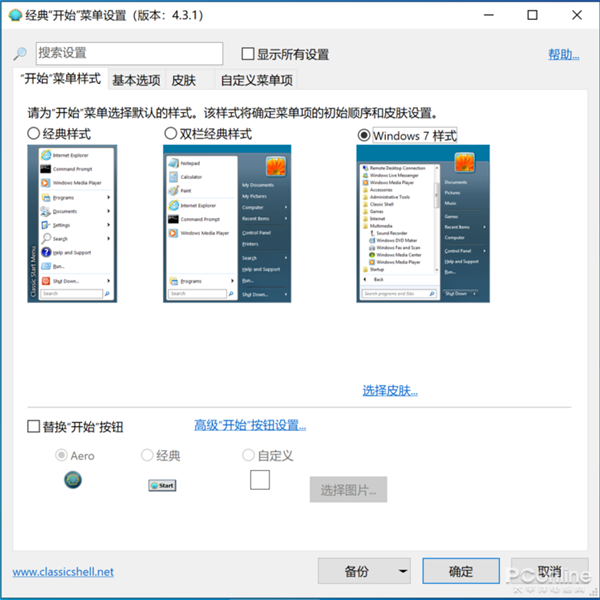 经典“开始”菜单设置（版本：4.3.1）
搜索设置
显示所有设置
帮助...
“开始”菜单样式
基本选项
皮肤
自定义菜单项
请为“开始”菜单选择默认的样式。该样式将确定菜单项的初始顺序和皮肤设置。
经典样式
双栏经典样式
Windows 7 样式
Internet Explorer
Command Prompt
Windows Media Player
Programs
Documents
Settings
Search
Help and Support
Run...
Shut Down...
Search
Classic Start Menu
Notepad
Calculator
Paint
Internet Explorer
Command Prompt
Windows Media Player
Programs
Search
My Documents
My Pictures
Computer
Recent Items
Control Panel
Printers
Search
Help and Support
Run...
Shut Down...
Remote Desktop Connection
Windows Live Messenger
Windows Media Player
Accessories
Administrative Tools
Classic Shell
Games
Internet
Multimedia
Sound Recorder
Windows DVD Maker
Windows Fax and Scan
Windows Media Center
Windows Media Player
Startup
Back
Search programs and files
Documents
Pictures
Music
Games
Recent Items
Computer
Control Panel
Help and Support
Run...
Shut Down
选择皮肤...
替换“开始”按钮
高级“开始”按钮设置...
Aero
经典
自定义
Start
选择图片...
www.classicshell.net
备份
确定
取消
PConline
太平洋电脑网